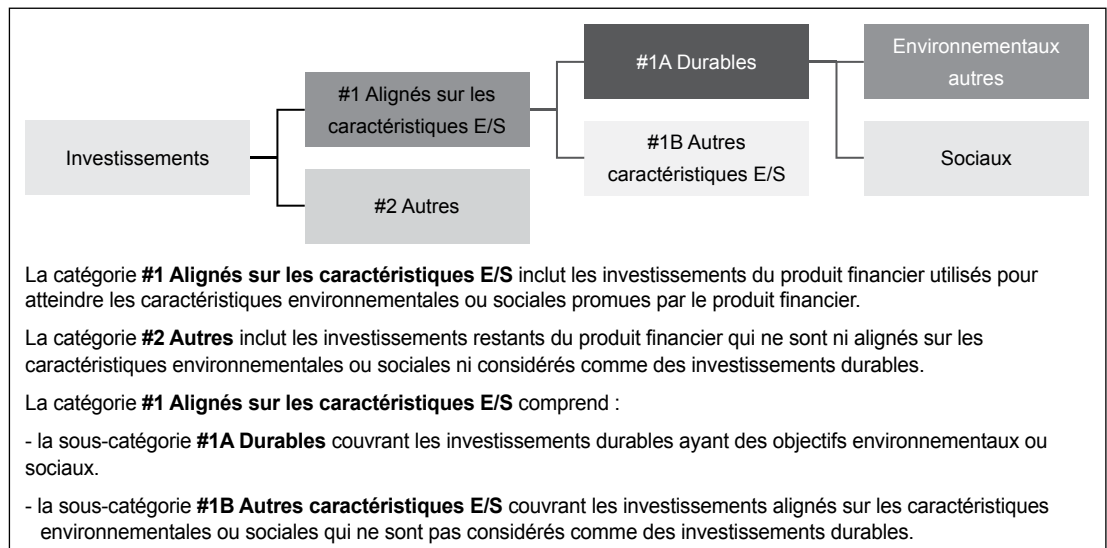 Investissements
#1 Alignés sur les
caractéristiques E/S
#2 Autres
#1A Durables
#1B Autres
caractéristiques E/S
Environnementaux
autres
Sociaux
La catégorie #1 Alignés sur les caractéristiques E/S inclut les investissements du produit financier utilisés pour
atteindre les caractéristiques environnementales ou sociales promues par le produit financier.
La catégorie #2 Autres inclut les investissements restants du produit financier qui ne sont ni alignés sur les
caractéristiques environnementales ou sociales ni considérés comme des investissements durables.
La catégorie #1 Alignés sur les caractéristiques E/S comprend :
- la sous-catégorie #1A Durables couvrant les investissements durables ayant des objectifs environnementaux ou
sociaux.
- la sous-catégorie #1B Autres caractéristiques E/S couvrant les investissements alignés sur les caractéristiques
environnementales ou sociales qui ne sont pas considérés comme des investissements durables.